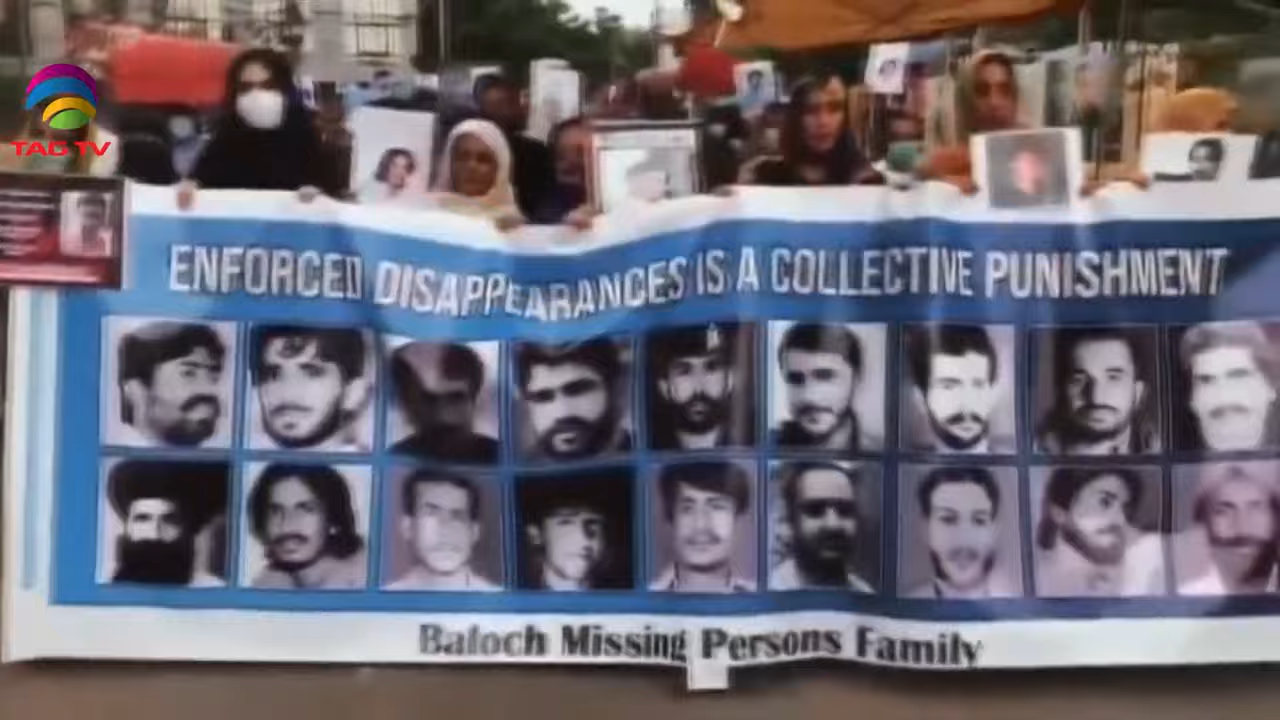 TAG TV
ENFORCED DISAPPEARANCES IS A COLLECTIVE PUNISHMENT
Baloch Missing Persons Family